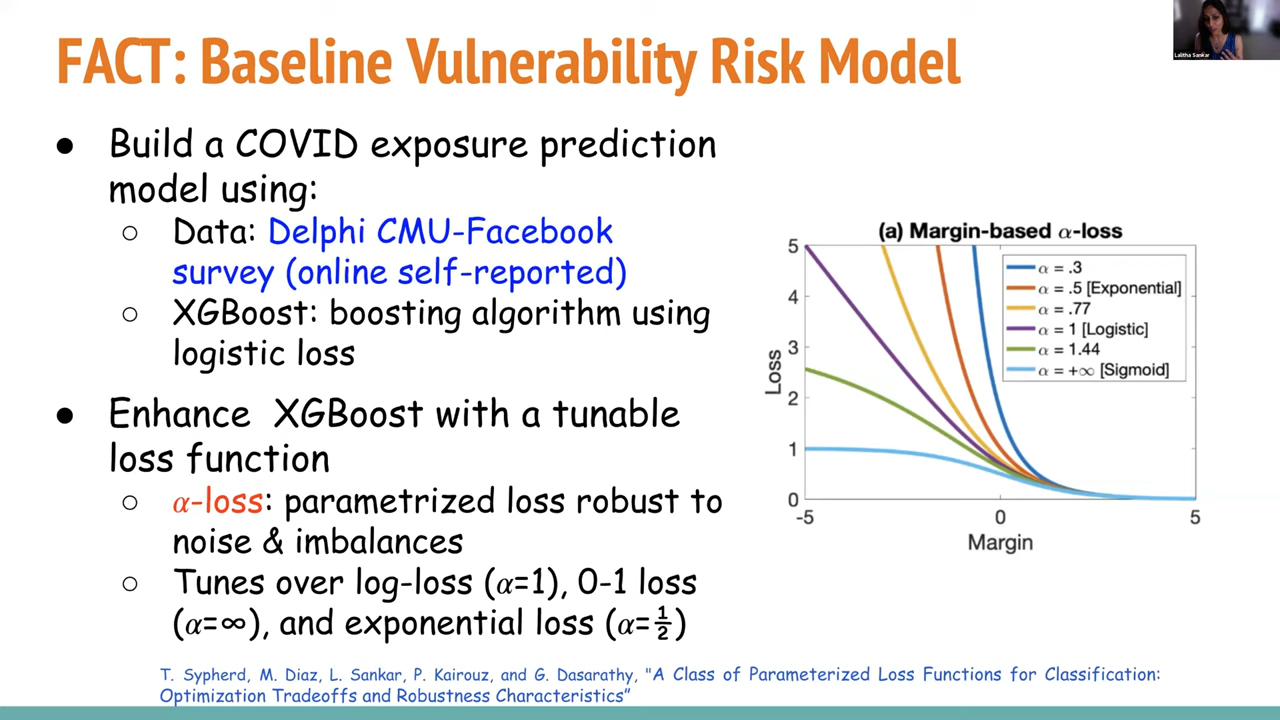 FACT: Baseline Vulnerability Risk Model
Lalitha Sankar
● Build a COVID exposure prediction
model using:
○ Data: Delphi CMU-Facebook
survey (online self-reported)
○ XGBoost: boosting algorithm using
logistic loss
● Enhance XGBoost with a tunable
loss function
○ α-loss: parametrized loss robust to
noise & imbalances
○ Tunes over log-loss (α=1), 0-1 loss
(α=∞), and exponential loss (α=½)
(a) Margin-based α-loss
5
4
3
2
1
0
Loss
-5 0 5
Margin
α = .3
α = .5 [Exponential]
α = .77
α = 1 [Logistic]
α = 1.44
α = +∞ [Sigmoid]
T. Sypherd, M. Diaz, L. Sankar, P. Kairouz, and G. Dasarathy, "A Class of Parameterized Loss Functions for Classification:
Optimization Tradeoffs and Robustness Characteristics”